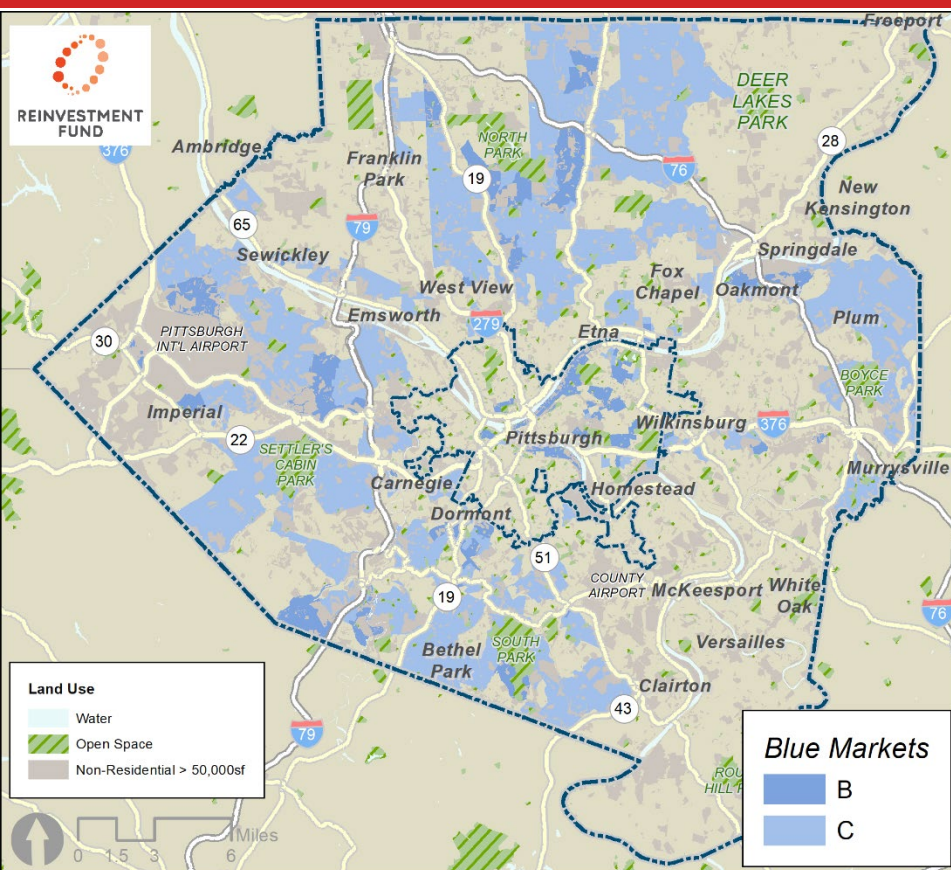 REINVESTMENT
FUND
Freeport
376
Ambridge
DEER
LAKES
PARK
NORTH
PARK
Franklin
Park
28
19
76
New
Kensington
65
79
Sewickley
Springdale
Fox
Chapel
Oakmont
West View
Emsworth
279
Etna
Plum
PITTSBURGH
INT'L AIRPORT
30
BOYCE
PARK
Imperial
22
SETTLER'S
CABIN
PARK
Pittsburgh
Wilkinsburg
376
Murrysville
Carnegie
Homestead
Dormont
51
COUNTY
AIRPORT
McKeesport
White
Oak
19
76
Versailles
Bethel
Park
SOUTH
PARK
Clairton
43
79
Land Use
Water
Open Space
Non-Residential > 50,000sf
Blue Markets
B
C
Miles
0 1.5 3 6